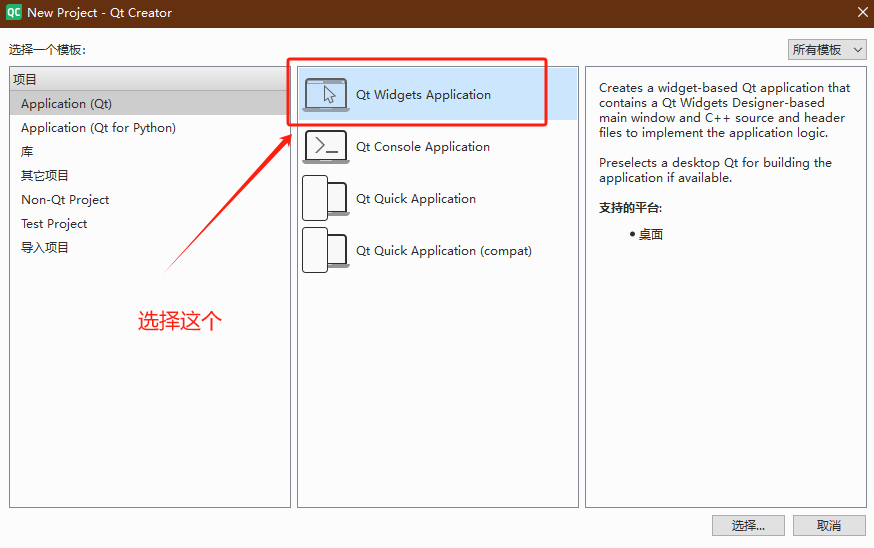 QC New Project - Qt Creator
选择一个模板:
所有模板
项目
Application (Qt)
Application (Qt for Python)
库
其它项目
Non-Qt Project
Test Project
导入项目
选择这个
Qt Widgets Application
Qt Console Application
Qt Quick Application
Qt Quick Application (compat)
Creates a widget-based Qt application that
contains a Qt Widgets Designer-based
main window and C++ source and header
files to implement the application logic.
Preselects a desktop Qt for building the
application if available.
支持的平台:
• 桌面
选择...
取消